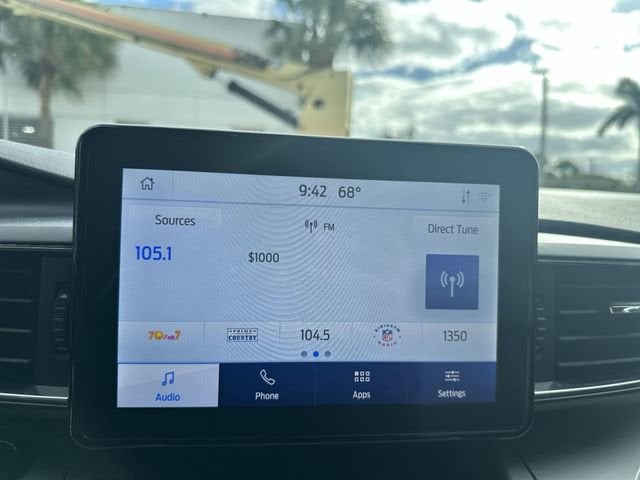 9:42 68°
Sources
FM
Direct Tune
105.1
$1000
70s on 7
PRIME COUNTRY
104.5
SIRIUSXM NFL RADIO
1350
Audio
Phone
Apps
Settings